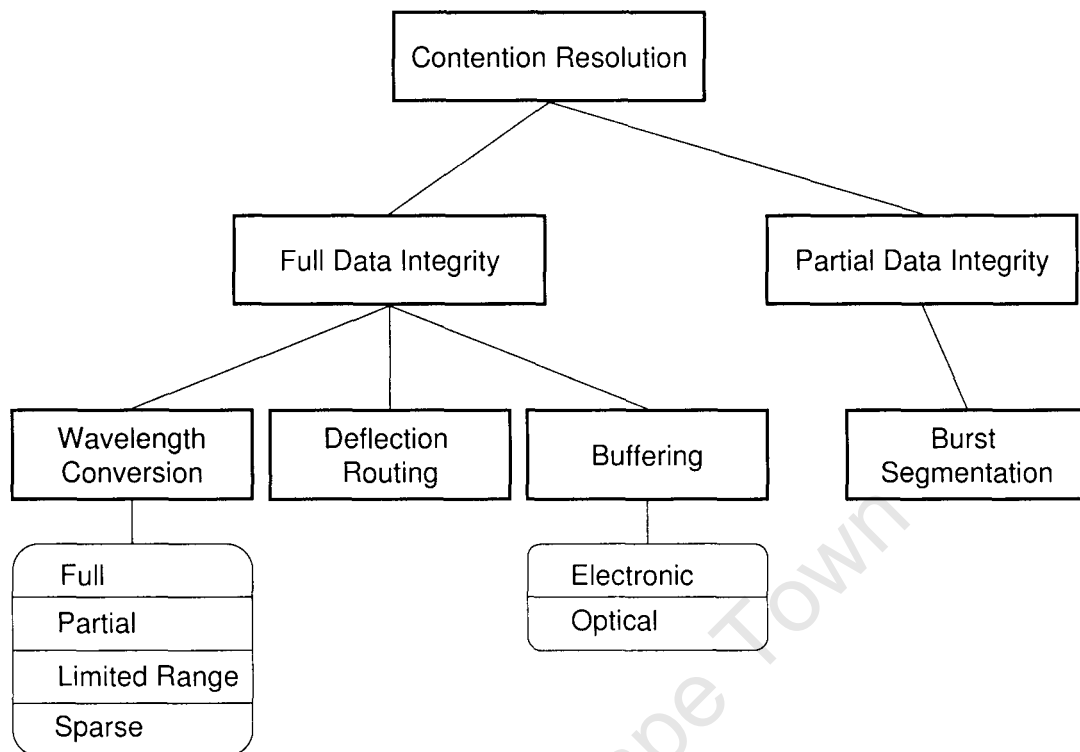 Contention Resolution
Full Data Integrity
Partial Data Integrity
Wavelength
Conversion
Deflection
Routing
Buffering
Burst
Segmentation
Full
Partial
Limited Range
Sparse
Electronic
Optical
Town